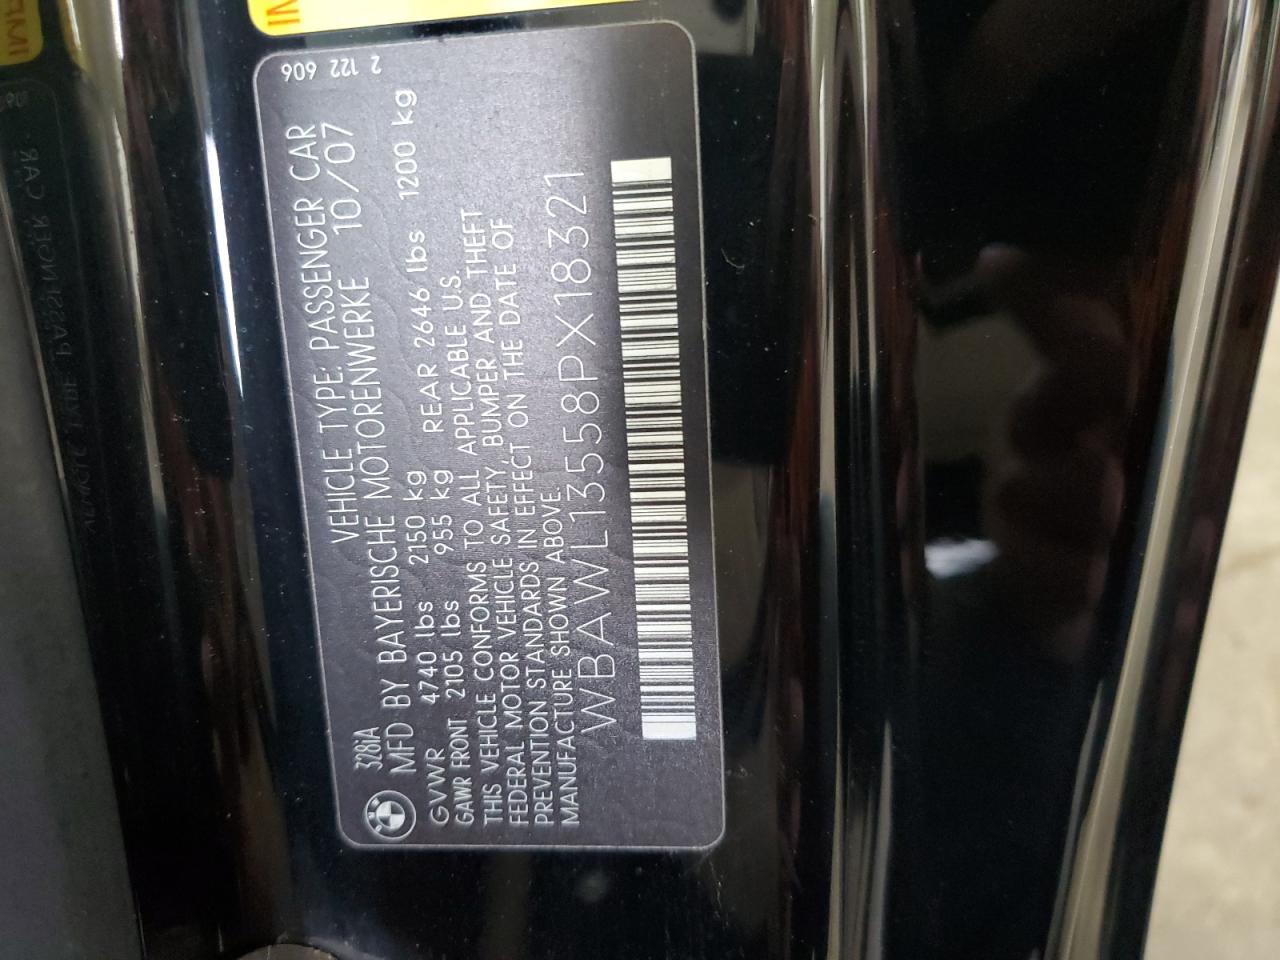 328iA VEHICLE TYPE: PASSENGER CAR 2 122 606
MFD BY BAYERISCHE MOTORENWERKE 10/07
GVWR 4740 lbs 2150 kg
GAWR FRONT 2105 lbs 955 kg REAR 2646 lbs 1200 kg
THIS VEHICLE CONFORMS TO ALL APPLICABLE U.S.
FEDERAL MOTOR VEHICLE SAFETY, BUMPER AND THEFT
PREVENTION STANDARDS IN EFFECT ON THE DATE OF
MANUFACTURE SHOWN ABOVE.
WBAWL13558PX18321